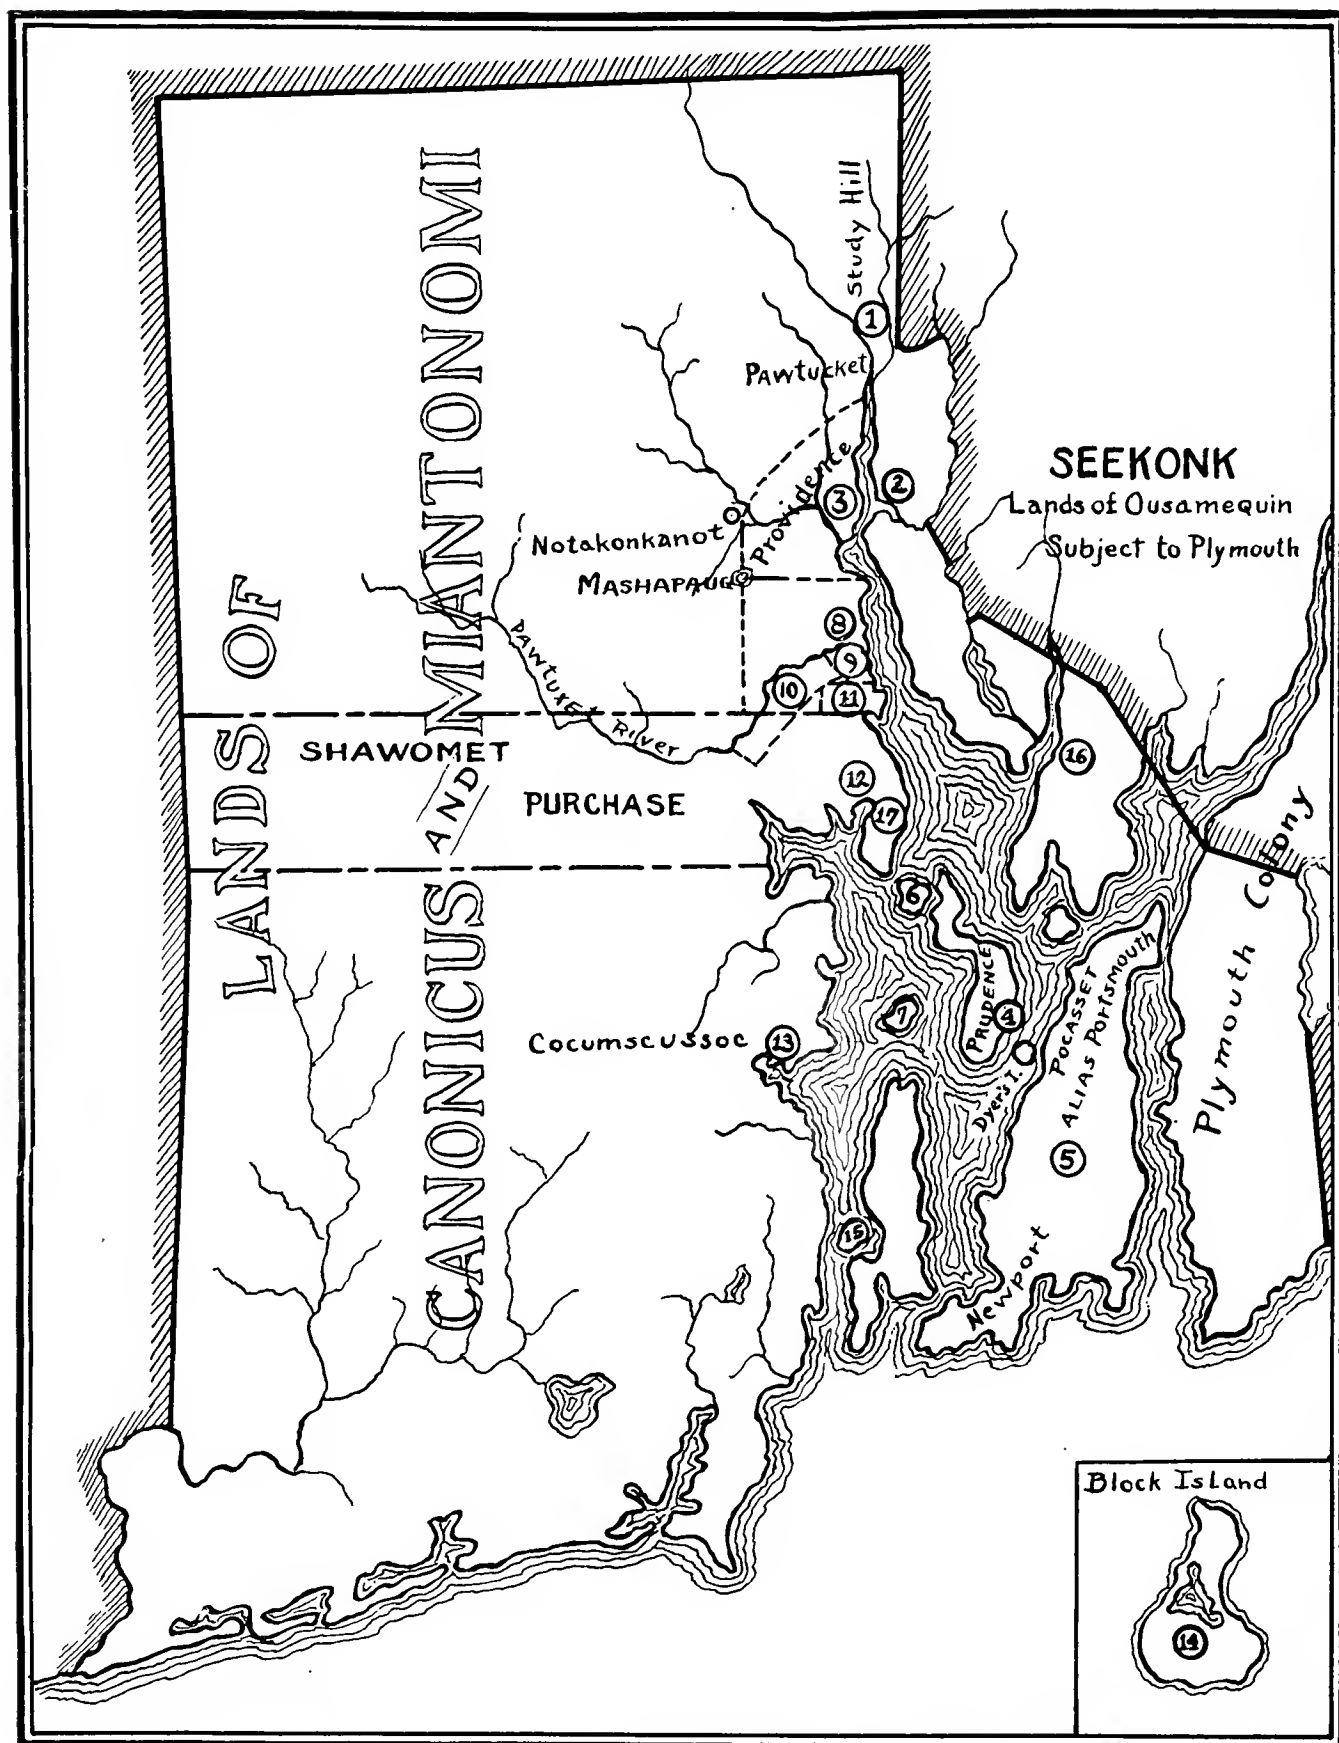 LANDS OF
CANONICUS AND MIANTONOMI
Study Hill
1
PAWTUCKET
SEEKONK
Lands of Ousamequin
Subject to Plymouth
2
3
Providence
Notakonkanot
MASHAPAUG
8
9
10
11
PAWTUXET River
SHAWOMET
PURCHASE
12
17
16
6
7
PRUDENCE
4
Dyer's I.
POCASSET
ALIAS PORTSMOUTH
5
Plymouth Colony
Cocumscussoc
13
15
Newport
Block Island
14